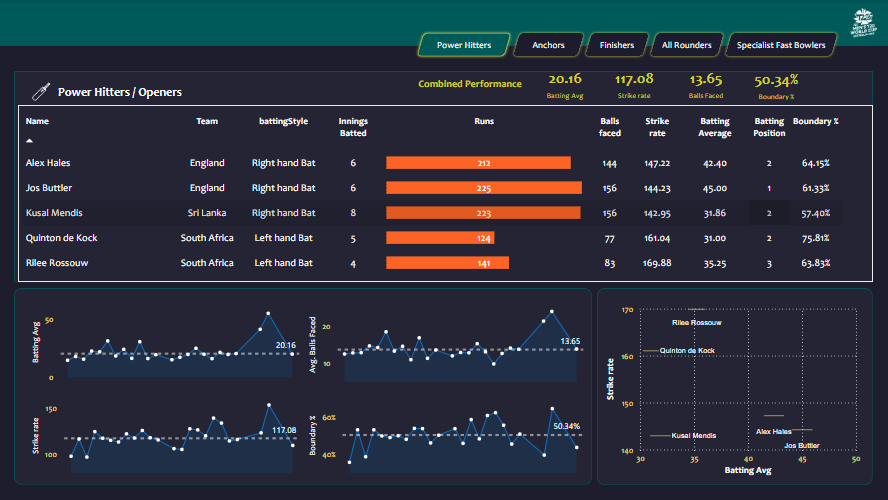 MEN'S T20
WORLD CUP
Power Hitters Anchors Finishers All Rounders Specialist Fast Bowlers
Power Hitters / Openers
Combined Performance
20.16 117.08 13.65 50.34%
Batting Avg Strike rate Balls Faced Boundary %
Name Team battingStyle Innings Batted Runs Balls faced Strike rate Batting Average Batting Position Boundary %
Alex Hales England Right hand Bat 6 212 144 147.22 42.40 2 64.15%
Jos Buttler England Right hand Bat 6 225 156 144.23 45.00 1 61.33%
Kusal Mendis Sri Lanka Right hand Bat 8 223 156 142.95 31.86 2 57.40%
Quinton de Kock South Africa Left hand Bat 5 124 77 161.04 31.00 2 75.81%
Rilee Rossouw South Africa Left hand Bat 4 141 83 169.88 35.25 3 63.83%
Batting Avg
50
0
20.16
Avg. Balls Faced
20
10
13.65
Strike rate
150
100
117.08
Boundary %
60%
40%
50.34%
Strike rate
170
160
150
140
Rilee Rossouw
Quinton de Kock
Kusal Mendis
Alex Hales
Jos Buttler
30 35 40 45 50
Batting Avg